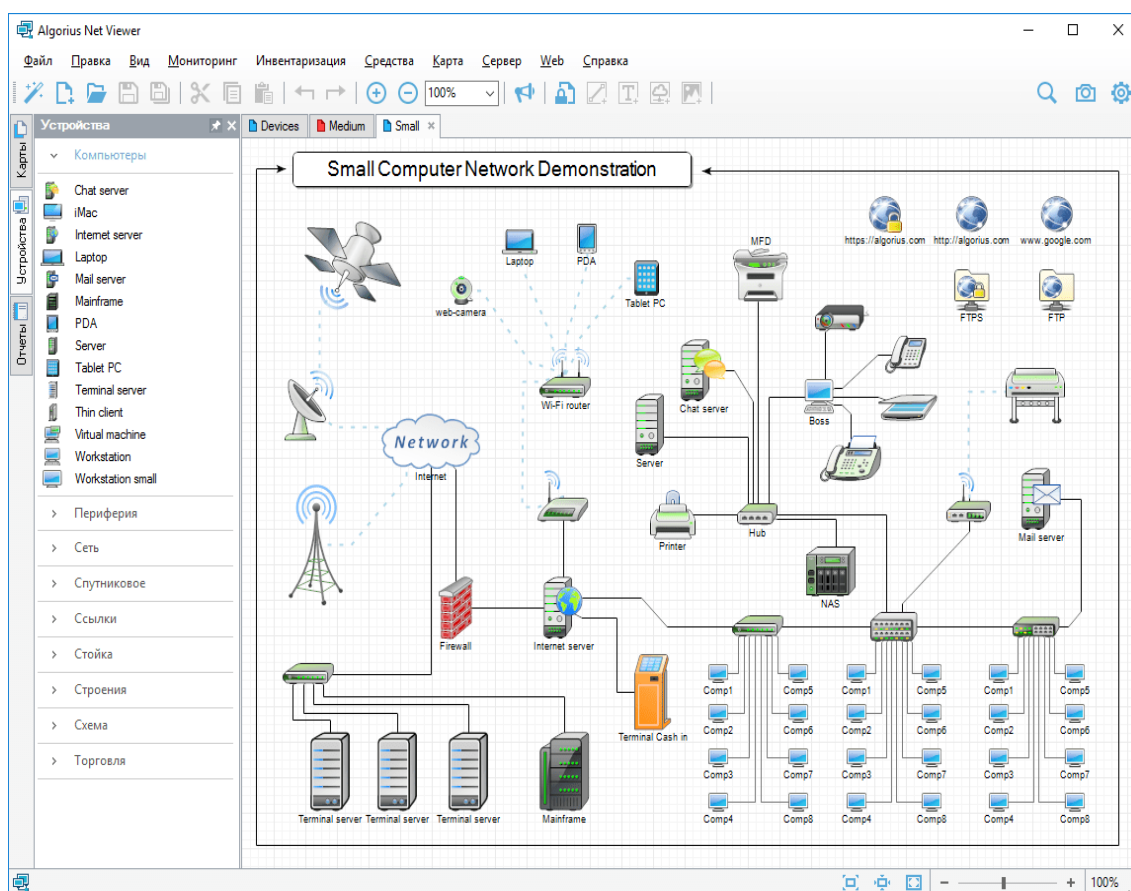 Algorius Net Viewer
Файл Правка Вид Мониторинг Инвентаризация Средства Карта Сервер Web Справка
100%
Карты
Устройства
Отчеты
Устройства
Devices Medium Small
Компьютеры
Chat server
iMac
Internet server
Laptop
Mail server
Mainframe
PDA
Server
Tablet PC
Terminal server
Thin client
Virtual machine
Workstation
Workstation small
Периферия
Сеть
Спутниковое
Ссылки
Стойка
Строения
Схема
Торговля
Small Computer Network Demonstration
https://algorius.com http://algorius.com www.google.com
MFD
Laptop PDA
Tablet PC
web-camera
FTPS FTP
Wi-Fi router
Chat server
Boss
Network
Internet
Server
Printer
Hub
Mail server
NAS
Firewall
Internet server
Terminal Cash in
Comp1 Comp5 Comp1 Comp5 Comp1 Comp5
Comp2 Comp6 Comp2 Comp6 Comp2 Comp6
Comp3 Comp7 Comp3 Comp7 Comp3 Comp7
Comp4 Comp8 Comp4 Comp8 Comp4 Comp8
Terminal server Terminal server Terminal server Mainframe
100%